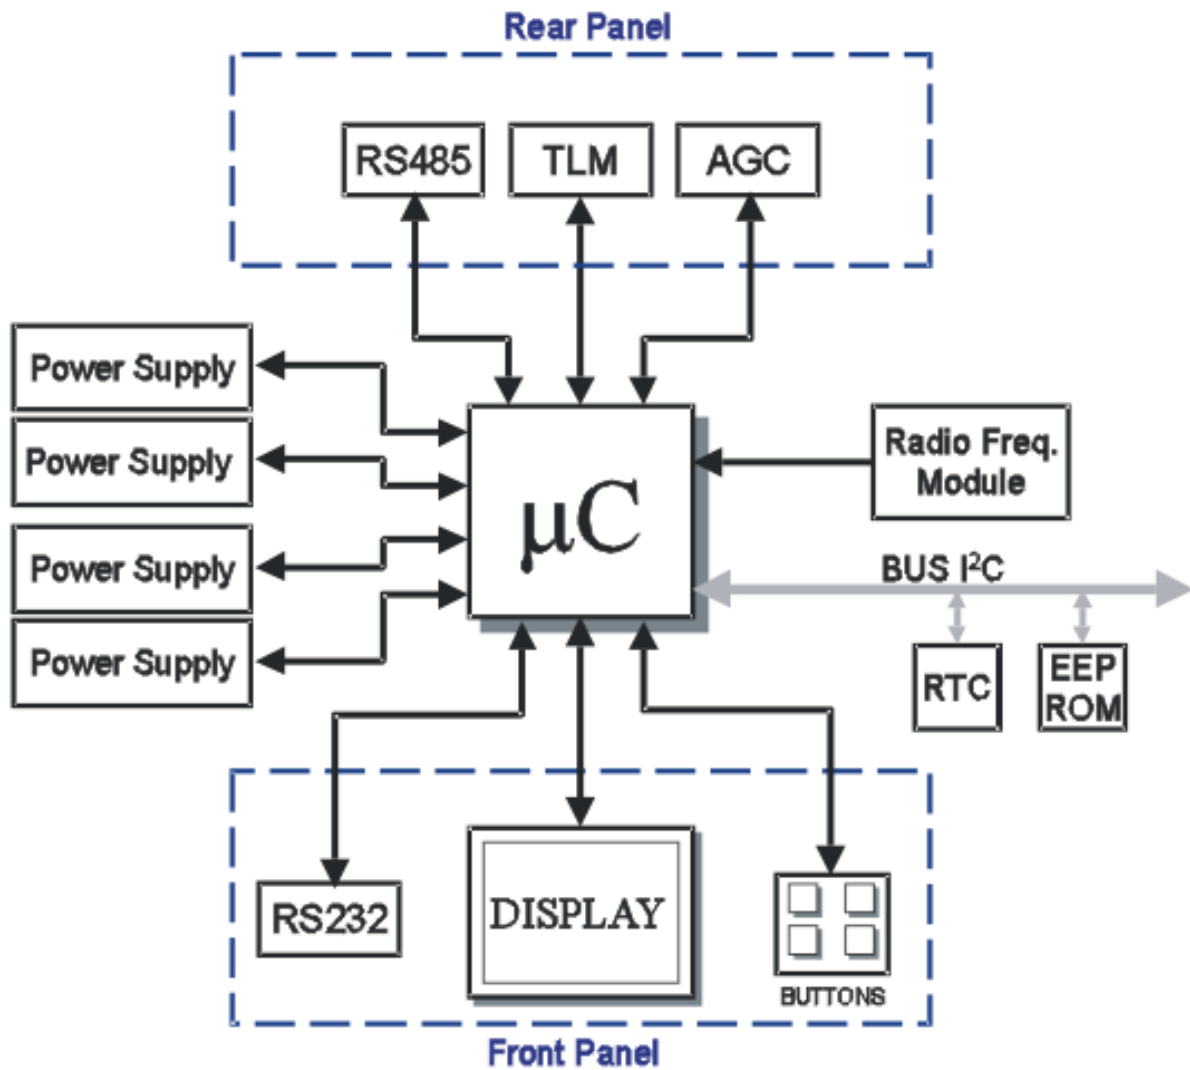 Rear Panel
RS485
TLM
AGC
Power Supply
Power Supply
Power Supply
Power Supply
µC
Radio Freq.
Module
BUS I²C
RTC
EEP
ROM
RS232
DISPLAY
BUTTONS
Front Panel